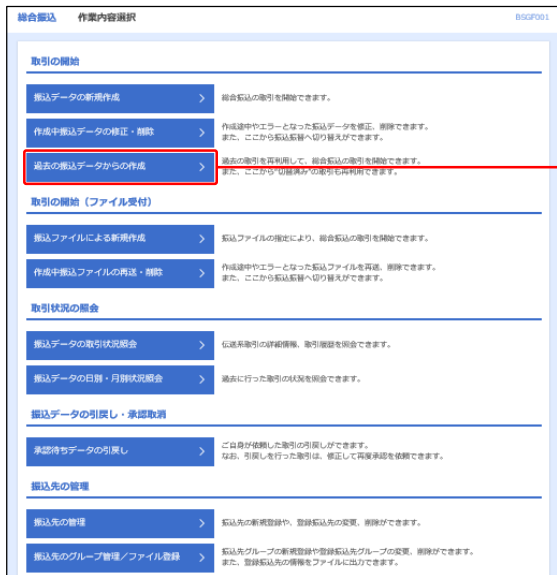 総合振込 作業内容選択 BSGF001
取引の開始
振込データの新規作成
総合振込の取引を開始できます。
作成中振込データの修正・削除
作成途中やエラーとなった振込データを修正、削除できます。
また、ここから振込振替へ切り替えができます。
過去の振込データからの作成
過去の取引を再利用して、総合振込の取引を開始できます。
また、ここから"切替済み"の取引も再利用できます。
取引の開始（ファイル受付）
振込ファイルによる新規作成
振込ファイルの指定により、総合振込の取引を開始できます。
作成中振込ファイルの再送・削除
作成途中やエラーとなった振込ファイルを再送、削除できます。
また、ここから振込振替へ切り替えができます。
取引状況の照会
振込データの取引状況照会
伝送系取引の詳細情報、取引履歴を照会できます。
振込データの日別・月別状況照会
過去に行った取引の状況を照会できます。
振込データの引戻し・承認取消
承認待ちデータの引戻し
ご自身が依頼した取引の引戻しができます。
なお、引戻しを行った取引は、修正して再度承認を依頼できます。
振込先の管理
振込先の管理
振込先の新規登録や、登録振込先の変更、削除ができます。
振込先のグループ管理／ファイル登録
振込先グループの新規登録や登録振込先グループの変更、削除ができます。
また、登録振込先の情報をファイルに出力できます。